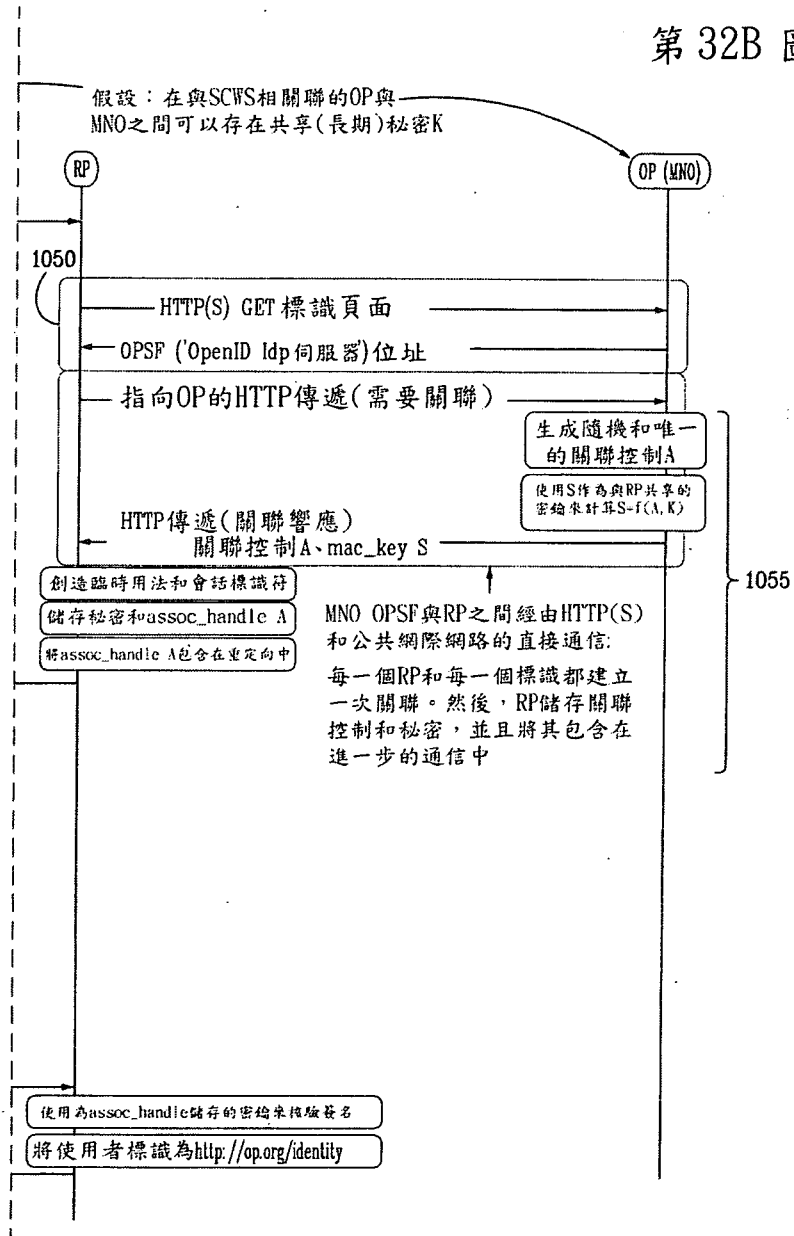 第 32B 圖
假設：在與SCWS相關聯的OP與
MNO之間可以存在共享(長期)秘密K
RP
OP (MNO)
1050
HTTP(S) GET 標識頁面
OPSF ('OpenID Idp伺服器')位址
指向OP的HTTP傳遞(需要關聯)
生成隨機和唯一
的關聯控制A
使用S作為與RP共享的
密鑰來計算S-f(A,K)
HTTP傳遞(關聯響應)
關聯控制A、mac_key S
1055
創造臨時用法和會話標識符
儲存秘密和assoc_handle A
將assoc_handle A包含在重定向中
MNO OPSF與RP之間經由HTTP(S)
和公共網際網路的直接通信:
每一個RP和每一個標識都建立
一次關聯。然後，RP儲存關聯
控制和秘密，並且將其包含在
進一步的通信中
使用為assoc_handle儲存的密鑰來核驗簽名
將使用者標識為http://op.org/identity